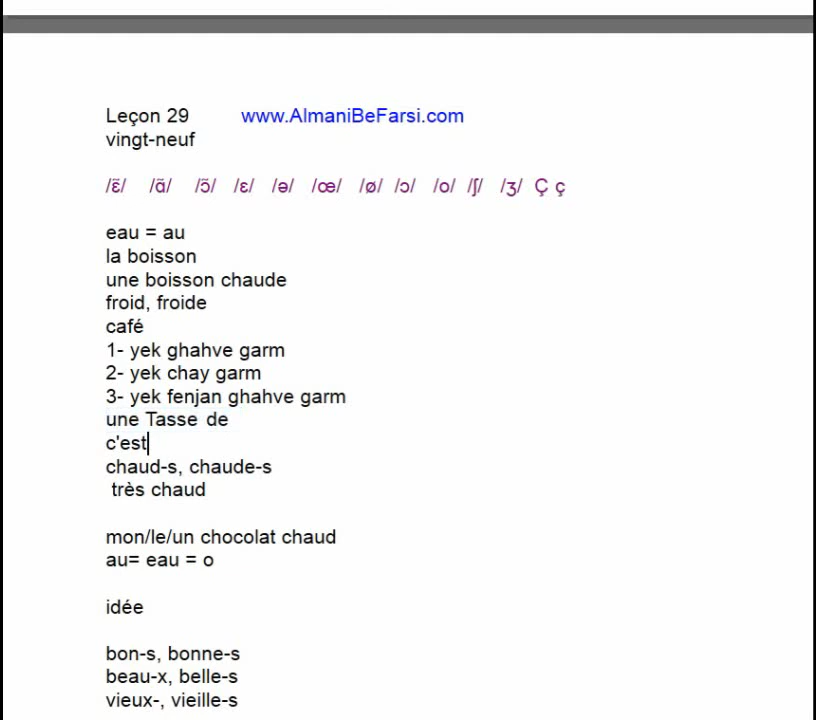 Leçon 29 www.AlmaniBeFarsi.com
vingt-neuf
/ɛ̃/ /ɑ̃/ /ɔ̃/ /ɛ/ /ə/ /œ/ /ø/ /ɔ/ /o/ /ʃ/ /ʒ/ Ç ç
eau = au
la boisson
une boisson chaude
froid, froide
café
1- yek ghahve garm
2- yek chay garm
3- yek fenjan ghahve garm
une Tasse de
c'est
chaud-s, chaude-s
très chaud
mon/le/un chocolat chaud
au= eau = o
idée
bon-s, bonne-s
beau-x, belle-s
vieux-, vieille-s